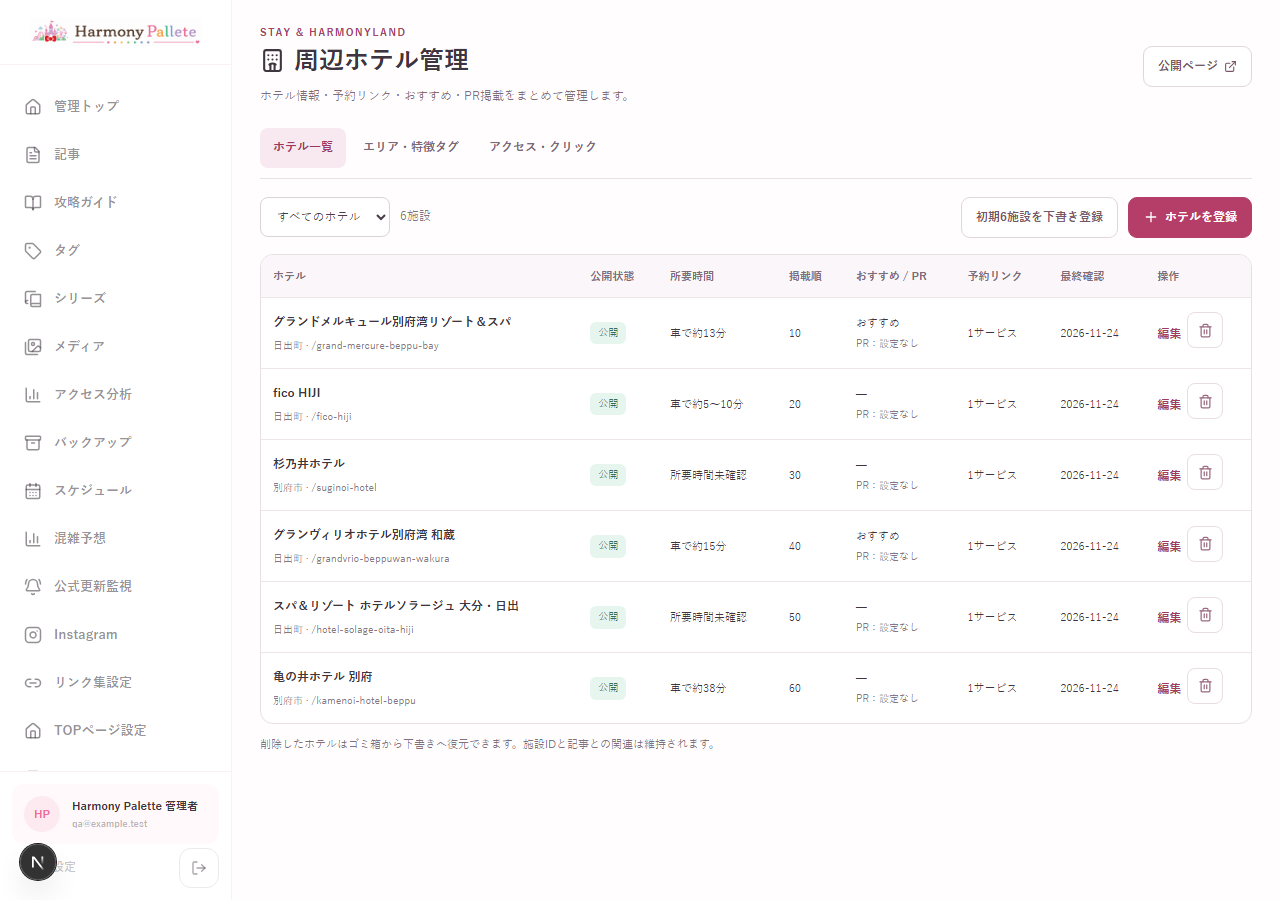 Harmony Pallete
管理トップ
記事
攻略ガイド
タグ
シリーズ
メディア
アクセス分析
バックアップ
スケジュール
混雑予想
公式更新監視
Instagram
リンク集設定
TOPページ設定
HP
Harmony Palette 管理者
qa@example.test
N
設定
STAY & HARMONYLAND
周辺ホテル管理
ホテル情報・予約リンク・おすすめ・PR掲載をまとめて管理します。
公開ページ
ホテル一覧 エリア・特徴タグ アクセス・クリック
すべてのホテル 6施設 初期6施設を下書き登録 + ホテルを登録
ホテル 公開状態 所要時間 掲載順 おすすめ / PR 予約リンク 最終確認 操作
グランドメルキュール別府湾リゾート＆スパ
日出町 · /grand-mercure-beppu-bay
公開 車で約13分 10 おすすめ
PR：設定なし
1サービス 2026-11-24 編集
fico HIJI
日出町 · /fico-hiji
公開 車で約5〜10分 20 —
PR：設定なし
1サービス 2026-11-24 編集
杉乃井ホテル
別府市 · /suginoi-hotel
公開 所要時間未確認 30 —
PR：設定なし
1サービス 2026-11-24 編集
グランヴィリオホテル別府湾 和蔵
日出町 · /grandvrio-beppuwan-wakura
公開 車で約15分 40 おすすめ
PR：設定なし
1サービス 2026-11-24 編集
スパ＆リゾート ホテルソラージュ 大分・日出
日出町 · /hotel-solage-oita-hiji
公開 所要時間未確認 50 —
PR：設定なし
1サービス 2026-11-24 編集
亀の井ホテル 別府
別府市 · /kamenoi-hotel-beppu
公開 車で約38分 60 —
PR：設定なし
1サービス 2026-11-24 編集
削除したホテルはゴミ箱から下書きへ復元できます。施設IDと記事との関連は維持されます。